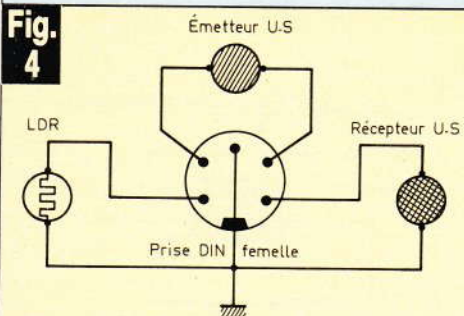 Fig.
4
Émetteur U-S
LDR
Récepteur U-S
Prise DIN femelle